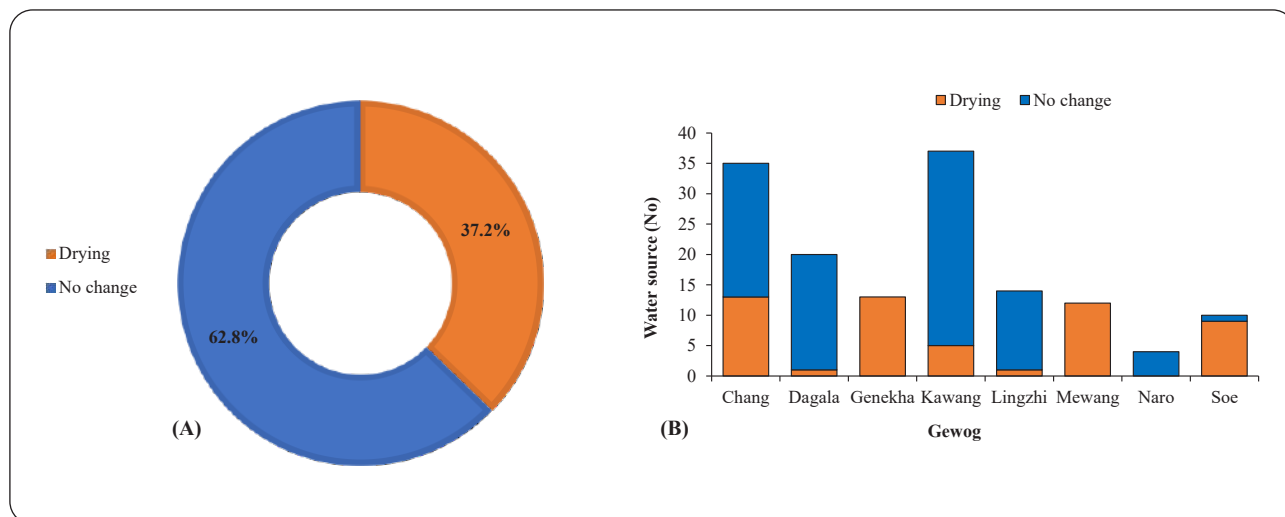 Drying
No change
37.2%
62.8%
(A)
Drying
No change
Water source (No)
40
35
30
25
20
15
10
5
0
Chang Dagala Genekha Kawang Lingzhi Mewang Naro Soe
(B)
Gewog